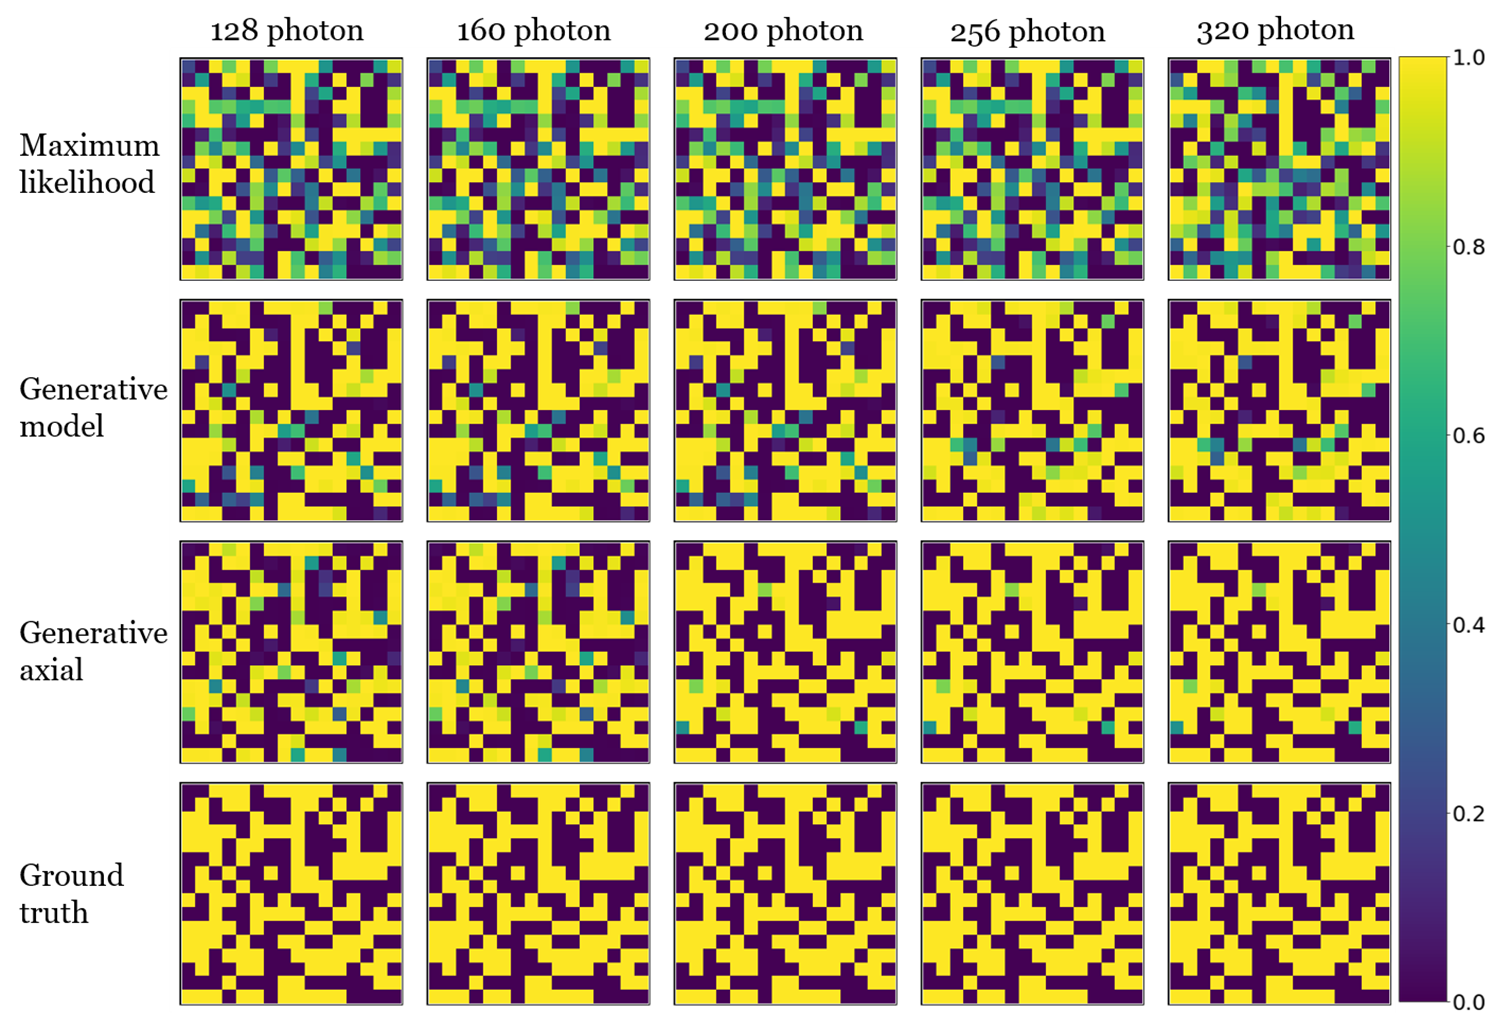 128 photon
160 photon
200 photon
256 photon
320 photon
Maximum
likelihood
Generative
model
Generative
axial
Ground
truth
1.0
0.8
0.6
0.4
0.2
0.0